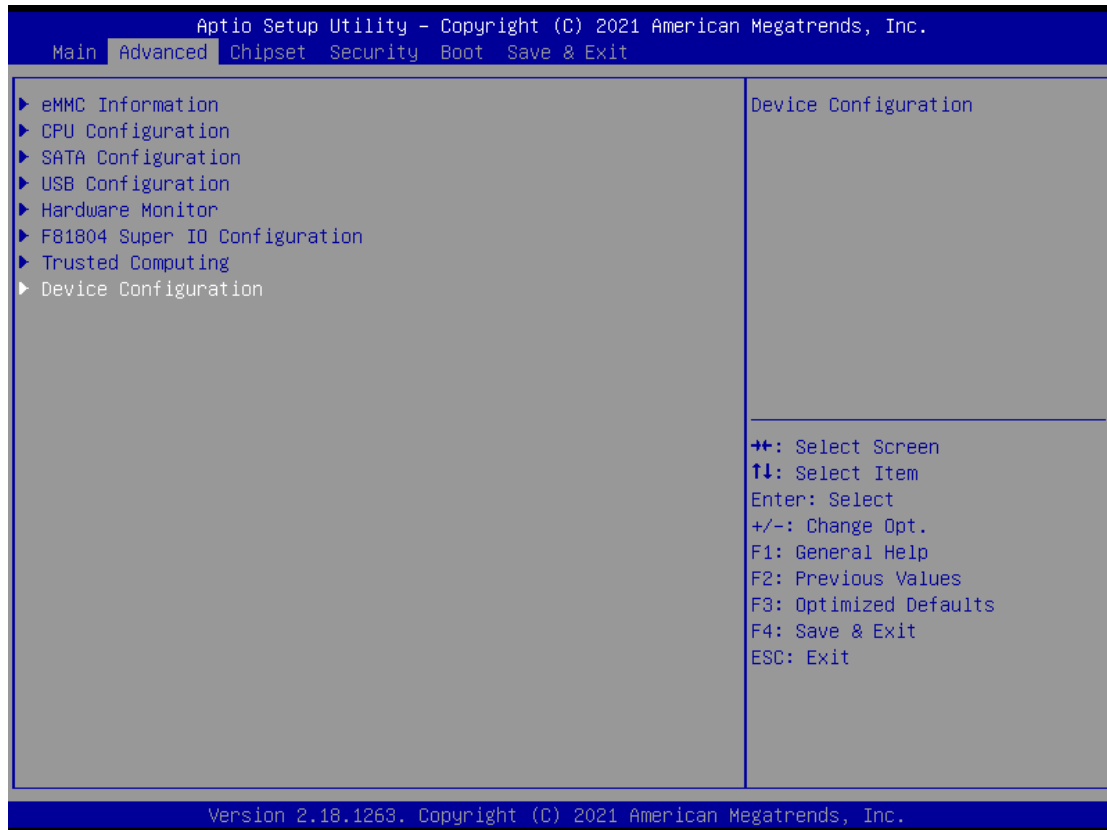 Aptio Setup Utility – Copyright (C) 2021 American Megatrends, Inc.
Main Advanced Chipset Security Boot Save & Exit
▶ eMMC Information
▶ CPU Configuration
▶ SATA Configuration
▶ USB Configuration
▶ Hardware Monitor
▶ F81804 Super IO Configuration
▶ Trusted Computing
▶ Device Configuration
Device Configuration
→←: Select Screen
↑↓: Select Item
Enter: Select
+/-: Change Opt.
F1: General Help
F2: Previous Values
F3: Optimized Defaults
F4: Save & Exit
ESC: Exit
Version 2.18.1263. Copyright (C) 2021 American Megatrends, Inc.